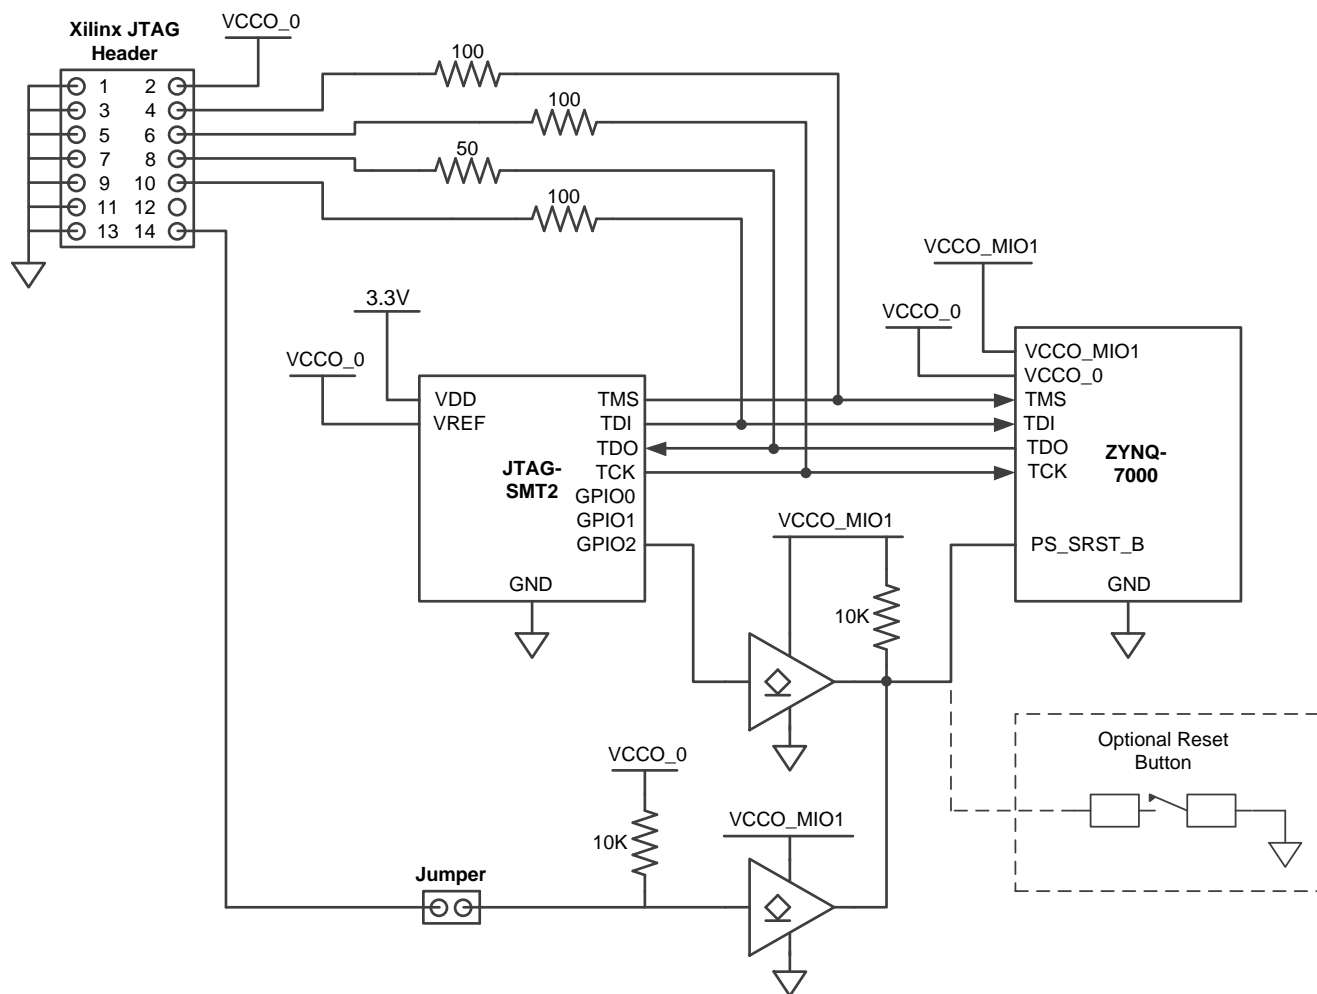 Xilinx JTAG
Header
VCCO_0
1 2
3 4
5 6
7 8
9 10
11 12
13 14
100
100
50
100
VCCO_MIO1
VCCO_0
3.3V
VCCO_0
VDD
VREF
JTAG-
SMT2
TMS
TDI
TDO
TCK
GPIO0
GPIO1
GPIO2
GND
VCCO_MIO1
VCCO_0
TMS
TDI
TDO
TCK
ZYNQ-
7000
PS_SRST_B
GND
VCCO_MIO1
10K
VCCO_0
10K
VCCO_MIO1
Jumper
Optional Reset
Button